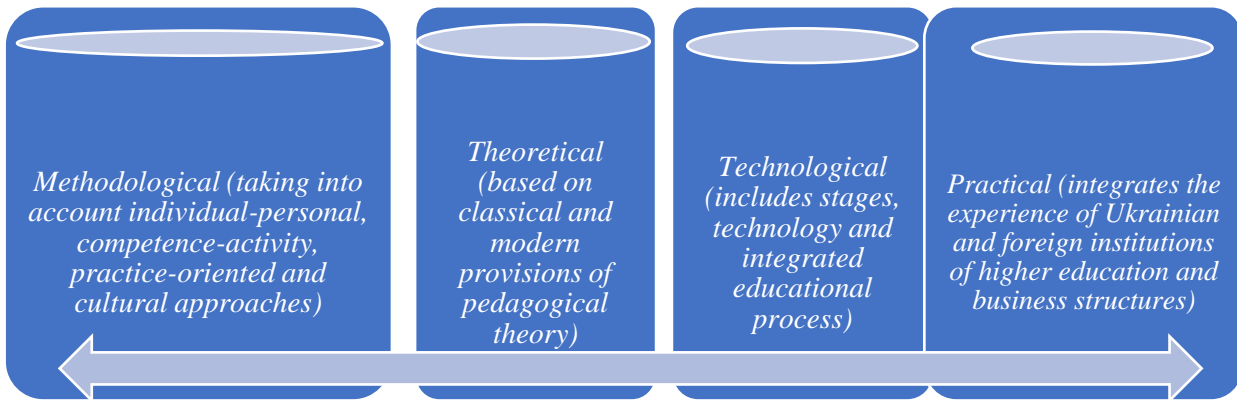 Methodological (taking into
account individual-personal,
competence-activity,
practice-oriented and
cultural approaches)
Theoretical
(based on
classical and
modern
provisions of
pedagogical
theory)
Technological
(includes stages,
technology and
integrated
educational
process)
Practical (integrates the
experience of Ukrainian
and foreign institutions
of higher education and
business structures)